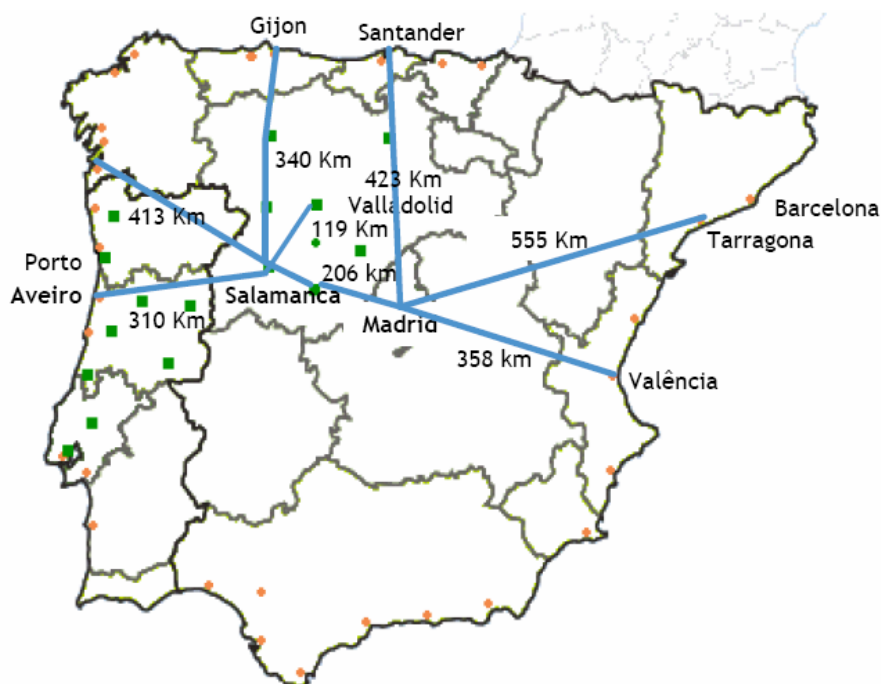 Gijon
Santander
340 Km
423 Km
Valladolid
413 Km
119 Km
Barcelona
555 Km
Tarragona
Porto
206 km
Aveiro
Salamanca
310 Km
Madrid
358 km
Valência